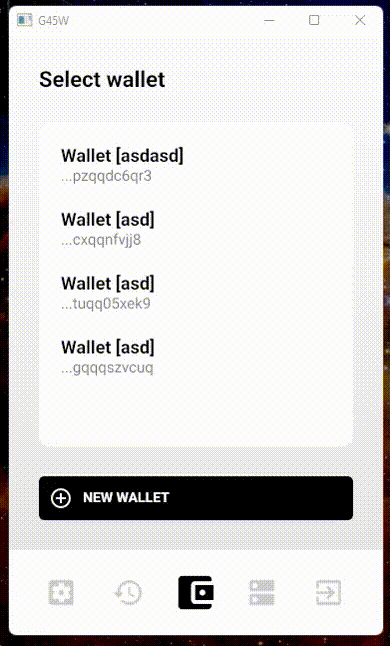 G45W
Select wallet
Wallet [asdasd]
...pzqqdc6qr3
Wallet [asd]
...cxqqnfvjj8
Wallet [asd]
...tuqq05xek9
Wallet [asd]
...gqqqszvcuq
NEW WALLET